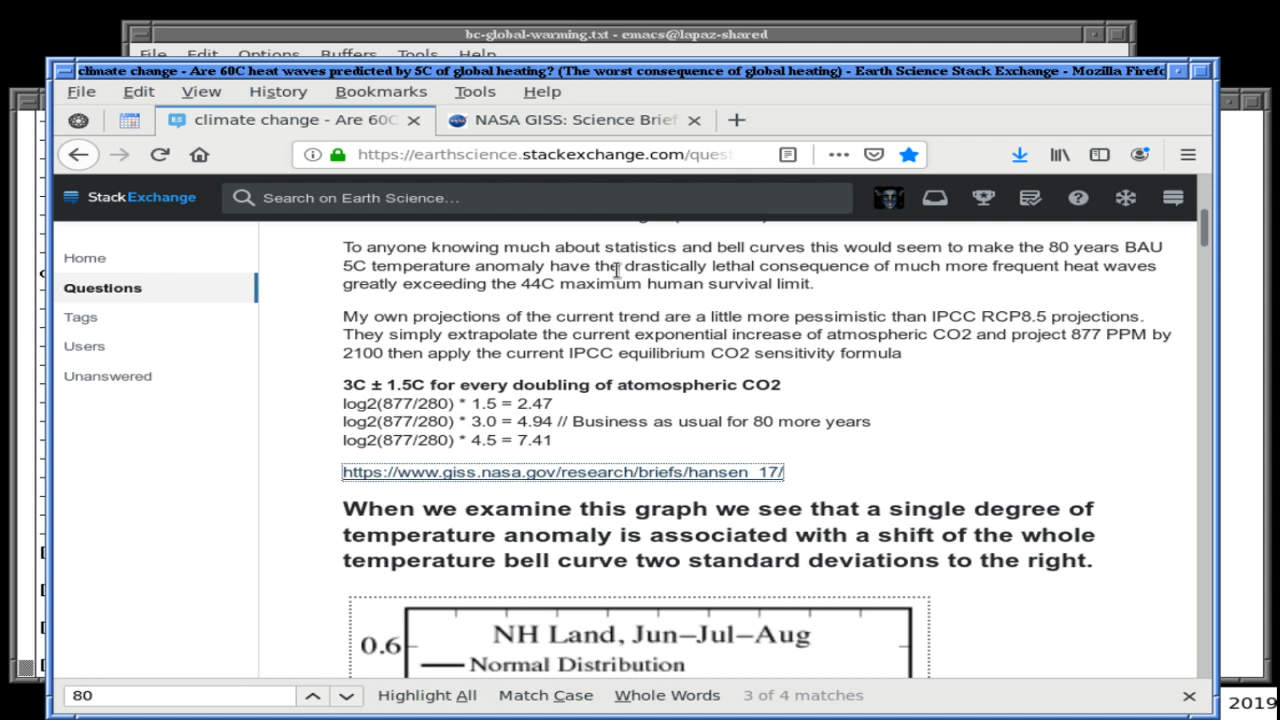 bc-global-warming.txt - emacs@lapaz-shared
File Edit Options Buffers Tools Help
climate change - Are 60C heat waves predicted by 5C of global heating? (The worst consequence of global heating) - Earth Science Stack Exchange - Mozilla Firefo
File Edit View History Bookmarks Tools Help
climate change - Are 60C
NASA GISS: Science Brief
https://earthscience.stackexchange.com/quest
StackExchange
Search on Earth Science...
Home
Questions
Tags
Users
Unanswered
To anyone knowing much about statistics and bell curves this would seem to make the 80 years BAU
5C temperature anomaly have the drastically lethal consequence of much more frequent heat waves
greatly exceeding the 44C maximum human survival limit.
My own projections of the current trend are a little more pessimistic than IPCC RCP8.5 projections.
They simply extrapolate the current exponential increase of atmospheric CO2 and project 877 PPM by
2100 then apply the current IPCC equilibrium CO2 sensitivity formula
3C ± 1.5C for every doubling of atomospheric CO2
log2(877/280) * 1.5 = 2.47
log2(877/280) * 3.0 = 4.94 // Business as usual for 80 more years
log2(877/280) * 4.5 = 7.41
https://www.giss.nasa.gov/research/briefs/hansen_17/
When we examine this graph we see that a single degree of
temperature anomaly is associated with a shift of the whole
temperature bell curve two standard deviations to the right.
NH Land, Jun-Jul-Aug
0.6
Normal Distribution
80
Highlight All Match Case Whole Words 3 of 4 matches
2019